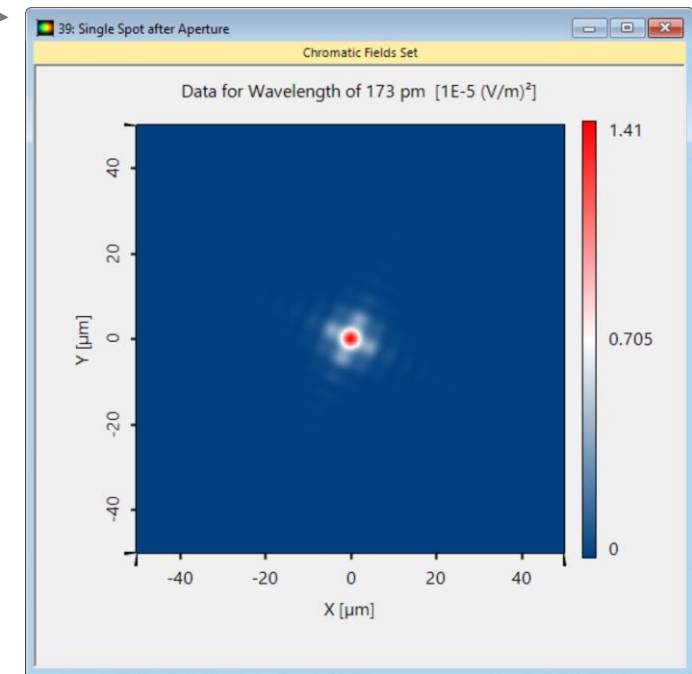 39: Single Spot after Aperture
Chromatic Fields Set
Data for Wavelength of 173 pm [1E-5 (V/m)²]
1.41
0.705
0
40
20
0
-20
-40
Y [µm]
-40 -20 0 20 40
X [µm]